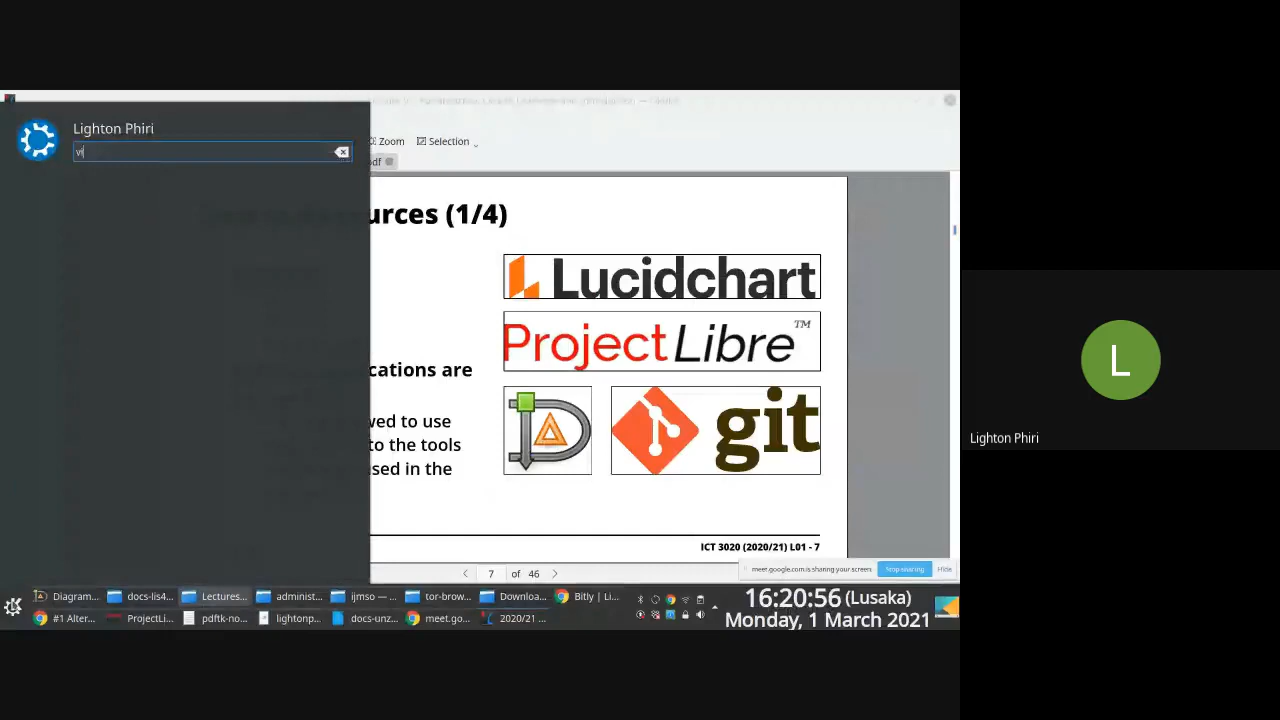 Lighton Phiri
vi
Zoom
Selection
df
urces (1/4)
Lucidchart
ProjectLibre™
cations are
wed to use
to the tools
sed in the
git
ICT 3020 (2020/21) L01 - 7
7 of 46
meet.google.com is sharing your screen.
Stop sharing
Hide
Diagram...
docs-lis4...
Lectures...
administ...
ijmso — ...
tor-brow...
Downloa...
Bitly | Li...
#1 Alter...
ProjectLi...
pdftk-no...
lightonp...
docs-unz...
meet.go...
2020/21 ...
16:20:56 (Lusaka)
Monday, 1 March 2021
L
Lighton Phiri